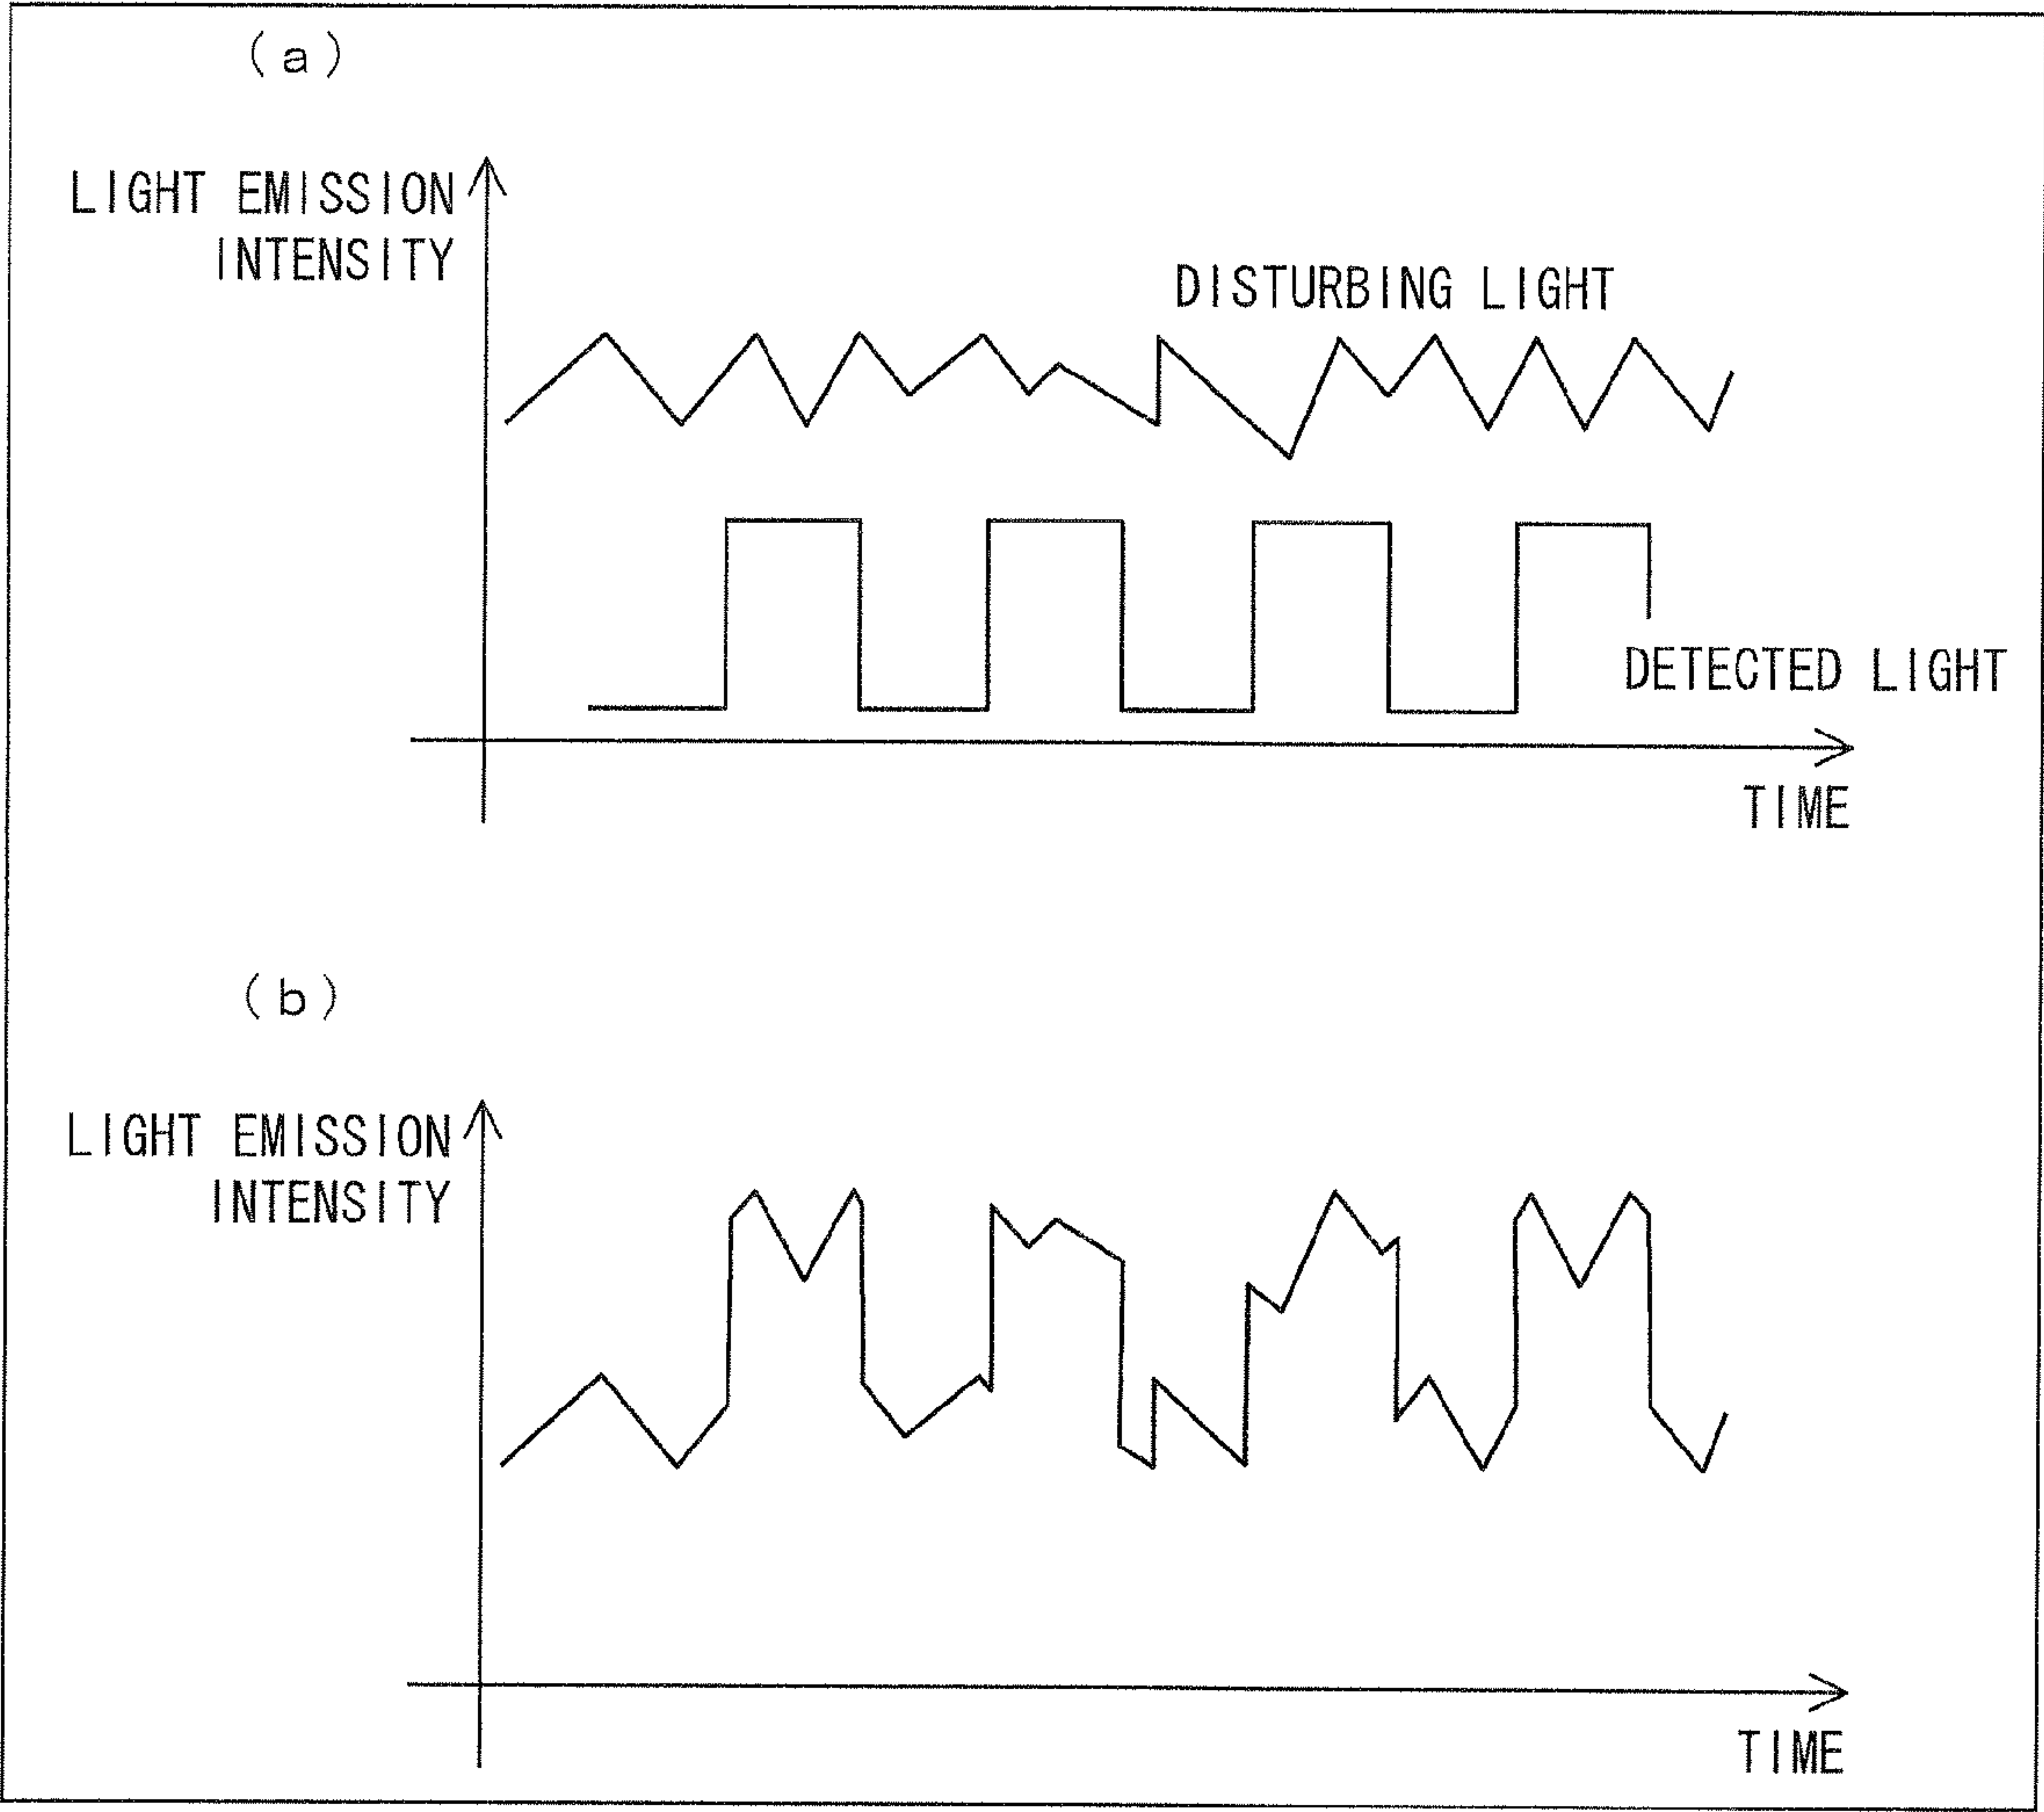 (a)
LIGHT EMISSION
INTENSITY
DISTURBING LIGHT
DETECTED LIGHT
TIME
(b)
LIGHT EMISSION
INTENSITY
TIME